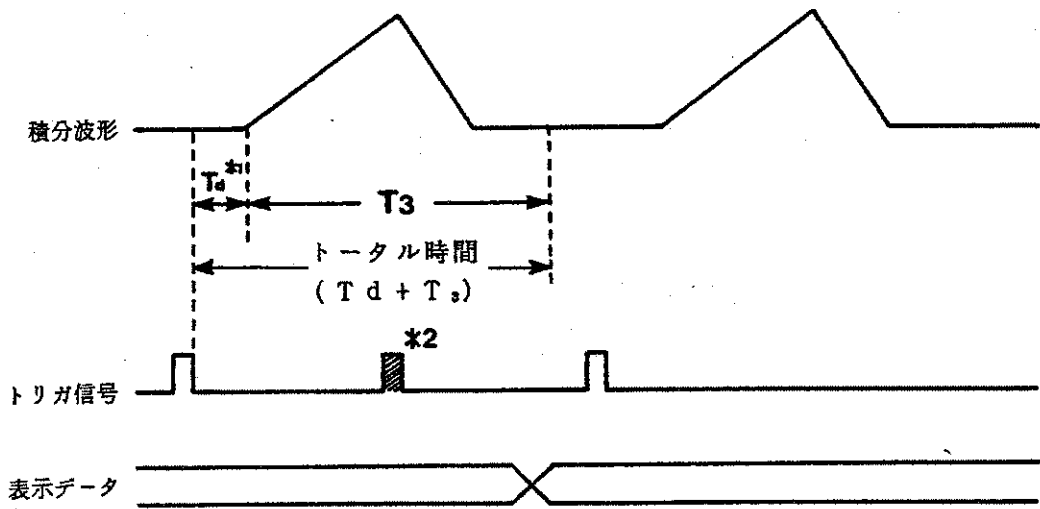 積分波形
Td*1
T3
トータル時間
(Td+T3)
*2
トリガ信号
表示データ